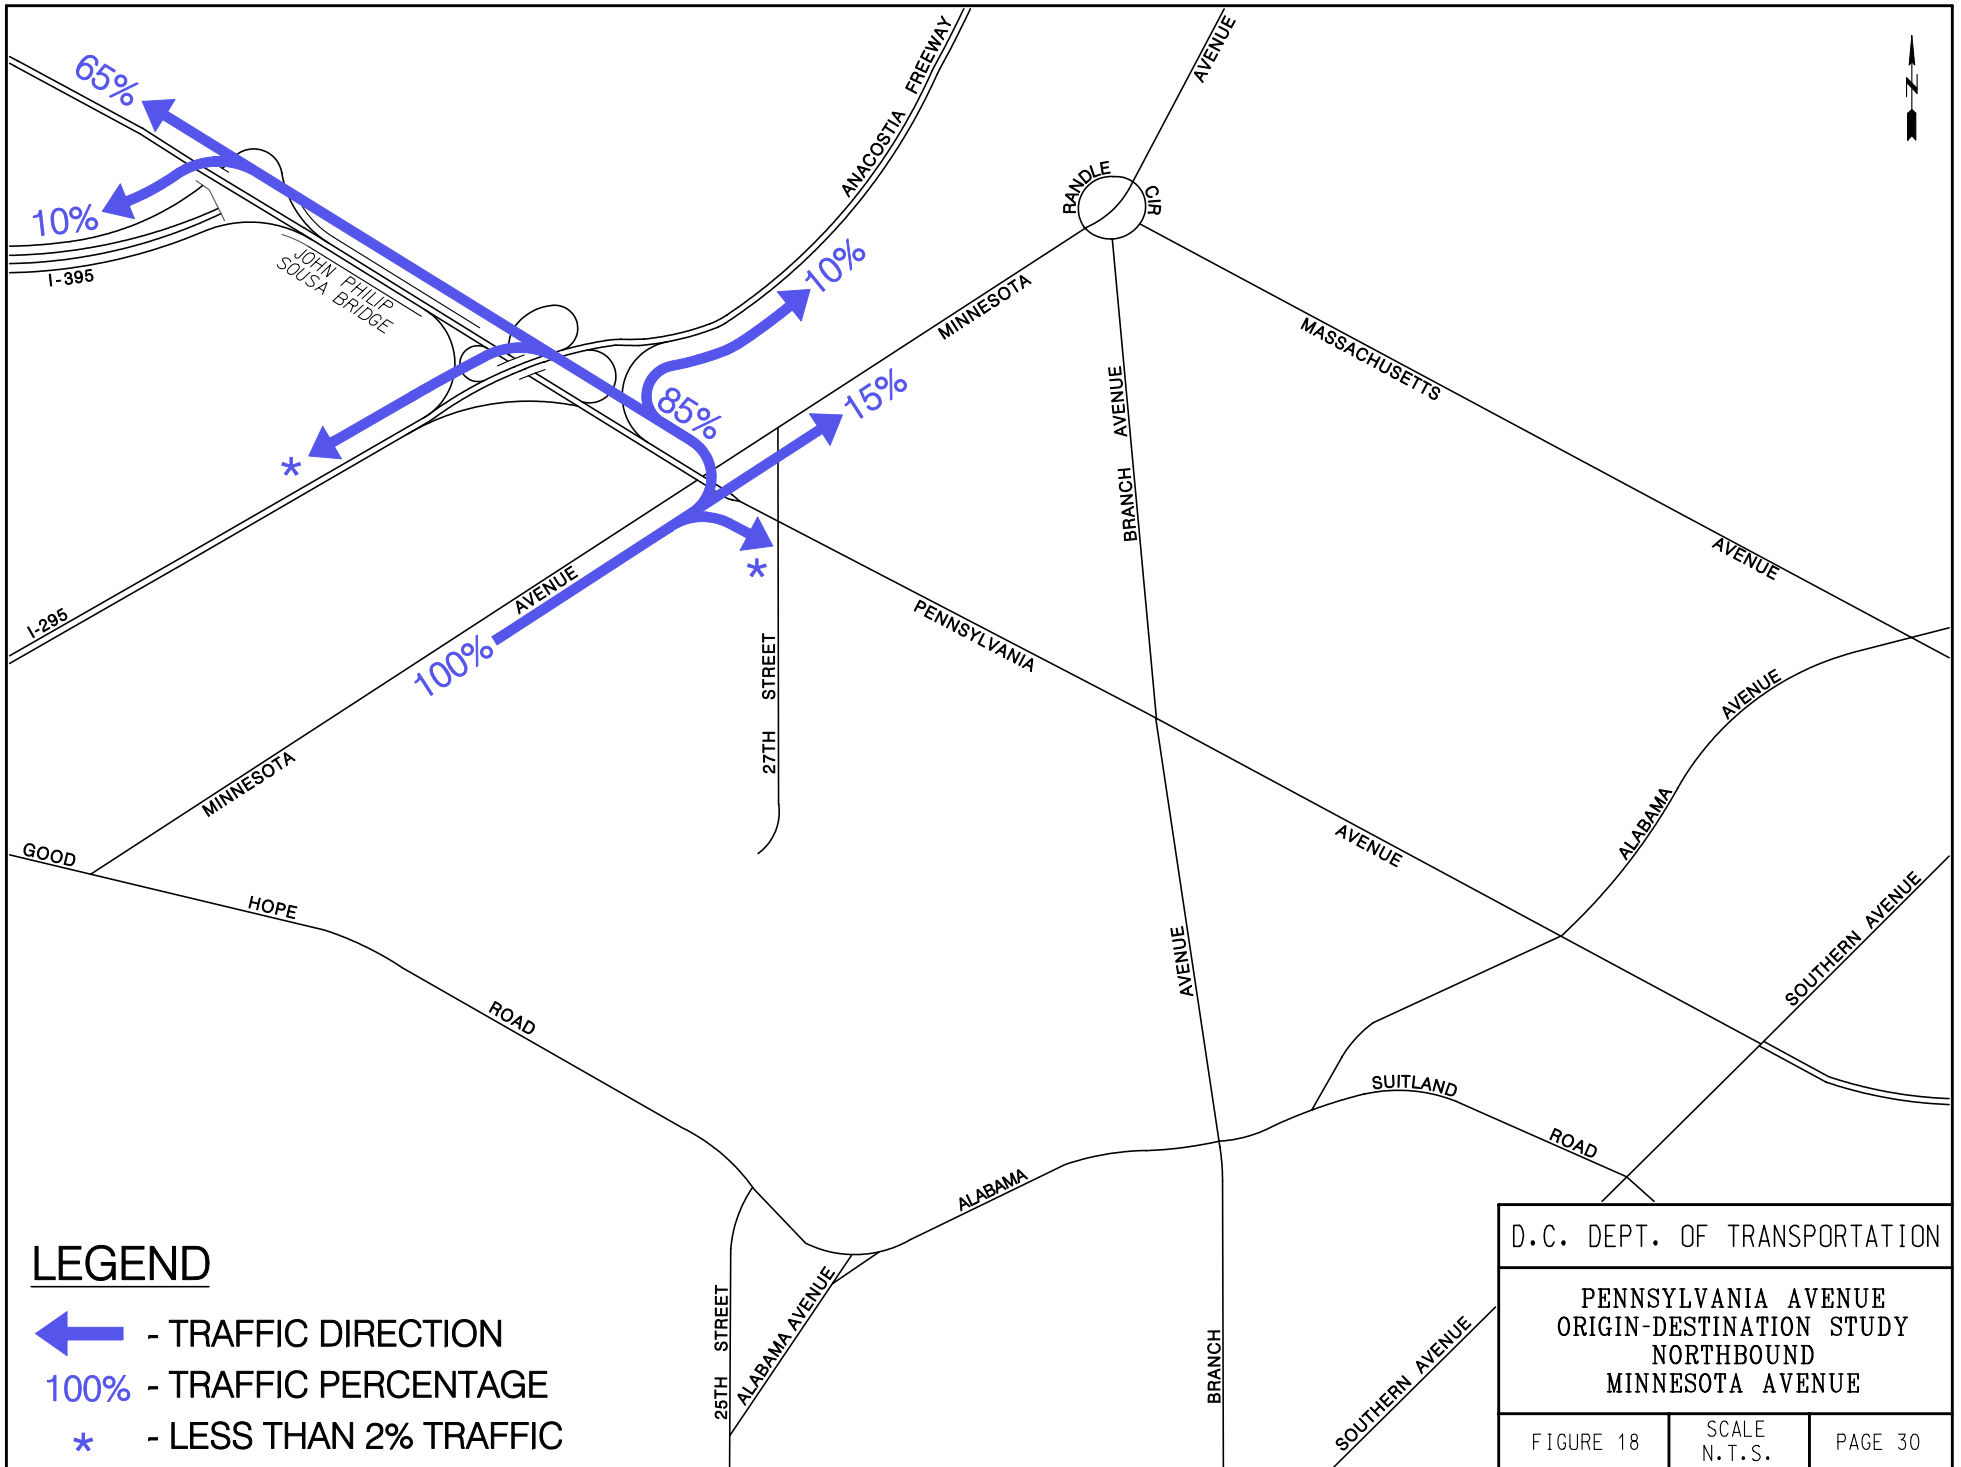 65%
10%
I-395
JOHN PHILIP
SOUSA BRIDGE
ANACOSTIA FREEWAY
AVENUE
RANDLE
CIR
10%
MINNESOTA
MASSACHUSETTS
AVENUE
15%
85%
*
*
BRANCH AVENUE
I-295
AVENUE
100%
PENNSYLVANIA
AVENUE
27TH STREET
MINNESOTA
AVENUE
ALABAMA
SOUTHERN AVENUE
GOOD
HOPE
ROAD
AVENUE
SUITLAND
ROAD
ALABAMA
25TH STREET
ALABAMA AVENUE
BRANCH
SOUTHERN AVENUE
LEGEND
- TRAFFIC DIRECTION
100% - TRAFFIC PERCENTAGE
* - LESS THAN 2% TRAFFIC
D.C. DEPT. OF TRANSPORTATION
PENNSYLVANIA AVENUE
ORIGIN-DESTINATION STUDY
NORTHBOUND
MINNESOTA AVENUE
FIGURE 18
SCALE
N.T.S.
PAGE 30
N